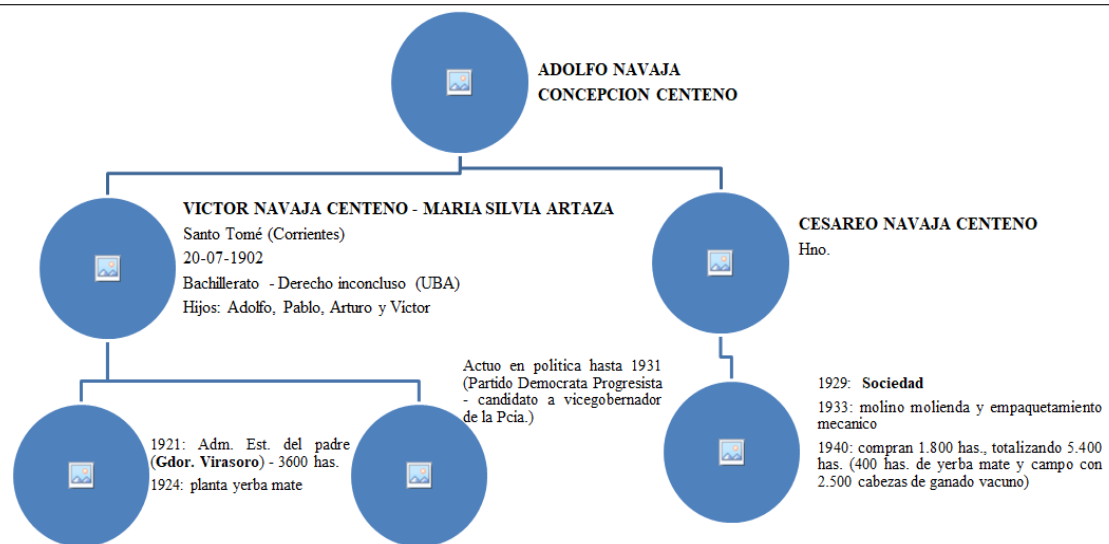 ADOLFO NAVAJA
CONCEPCION CENTENO
VICTOR NAVAJA CENTENO - MARIA SILVIA ARTAZA
Santo Tomé (Corrientes)
20-07-1902
Bachillerato - Derecho inconcluso (UBA)
Hijos: Adolfo, Pablo, Arturo y Victor
CESAREO NAVAJA CENTENO
Hno.
1921: Adm. Est. del padre
(Gdor. Virasoro) - 3600 has.
1924: planta yerba mate
Actuo en politica hasta 1931
(Partido Democrata Progresista
- candidato a vicegobernador
de la Pcia.)
1929: Sociedad
1933: molino molienda y empaquetamiento
mecanico
1940: compran 1.800 has., totalizando 5.400
has. (400 has. de yerba mate y campo con
2.500 cabezas de ganado vacuno)